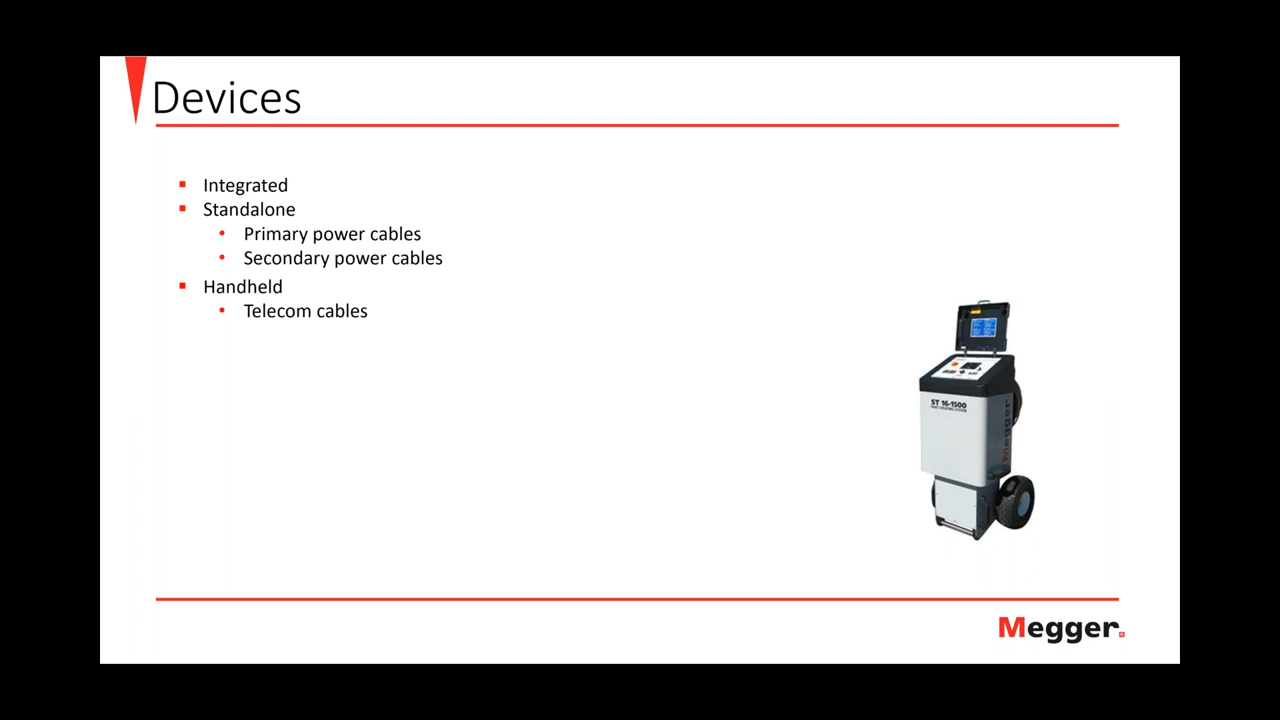 Devices
Integrated
Standalone
Primary power cables
Secondary power cables
Handheld
Telecom cables
ST 16-1500
Megger
Megger.